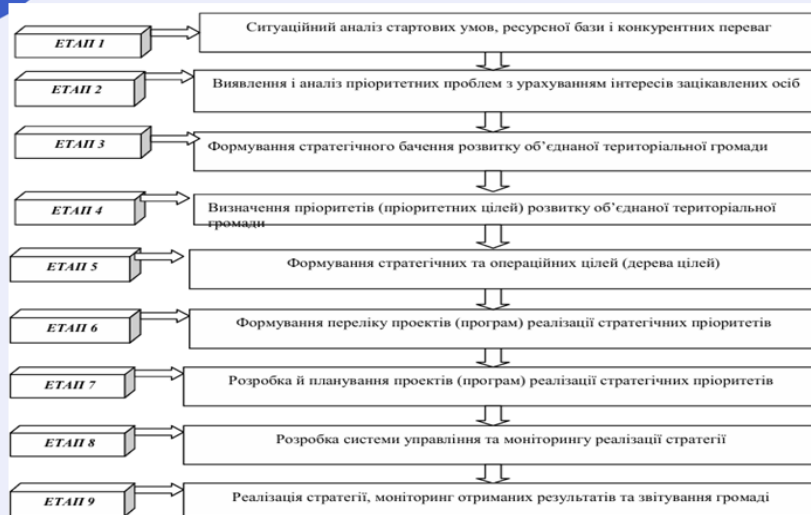 ЕТАП 1
Ситуаційний аналіз стартових умов, ресурсної бази і конкурентних переваг
ЕТАП 2
Виявлення і аналіз пріоритетних проблем з урахуванням інтересів зацікавлених осіб
ЕТАП 3
Формування стратегічного бачення розвитку об’єднаної територіальної громади
ЕТАП 4
Визначення пріоритетів (пріоритетних цілей) розвитку об’єднаної територіальної
громади
ЕТАП 5
Формування стратегічних та операційних цілей (дерева цілей)
ЕТАП 6
Формування переліку проектів (програм) реалізації стратегічних пріоритетів
ЕТАП 7
Розробка й планування проектів (програм) реалізації стратегічних пріоритетів
ЕТАП 8
Розробка системи управління та моніторингу реалізації стратегії
ЕТАП 9
Реалізація стратегії, моніторинг отриманих результатів та звітування громаді